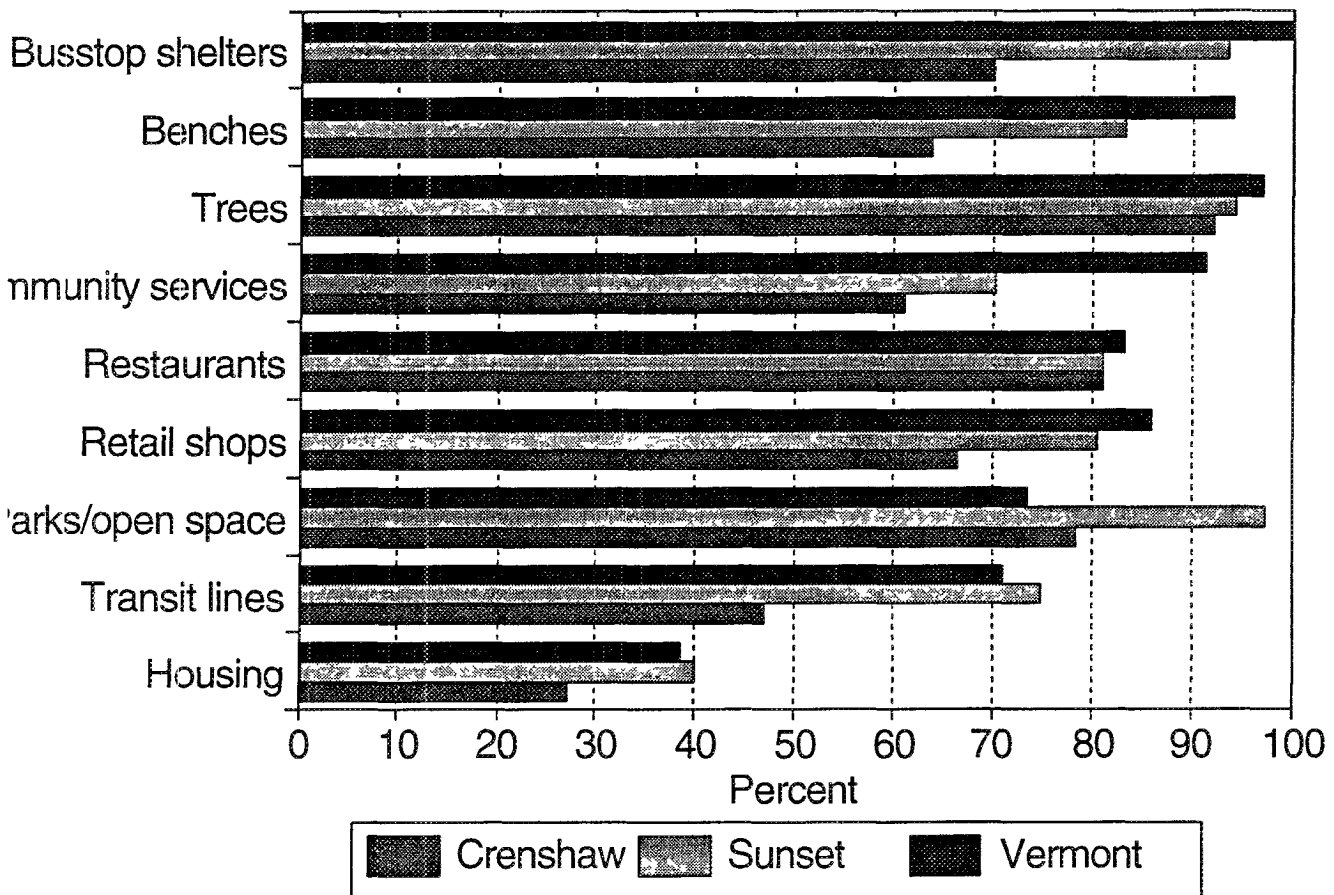 Busstop shelters
Benches
Trees
mmunity services
Restaurants
Retail shops
arks/open space
Transit lines
Housing
0 10 20 30 40 50 60 70 80 90 100
Percent
Crenshaw Sunset Vermont